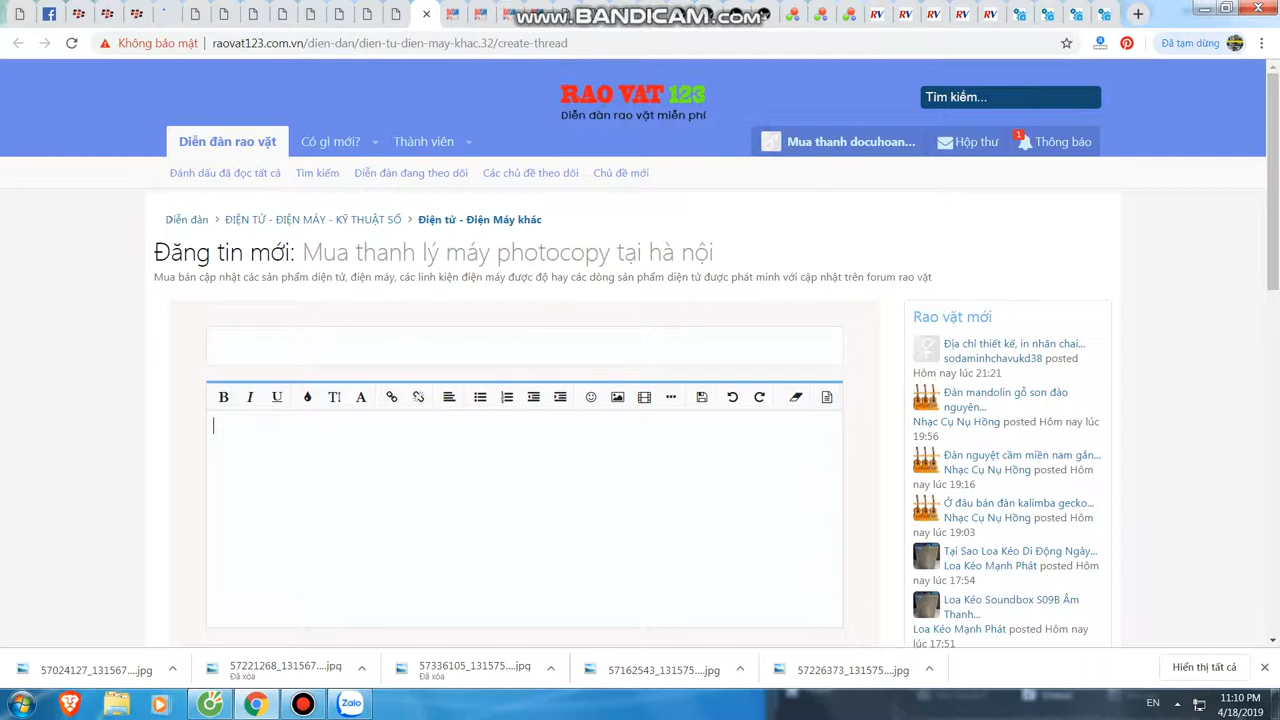 www.BANDICAM.com
Không bảo mật
raovat123.com.vn/dien-dan/dien-tu-dien-may-khac.32/create-thread
Đã tạm dừng
RAO VAT 123
Diễn đàn rao vặt miễn phí
Tìm kiếm...
Diễn đàn rao vặt
Có gì mới?
Thành viên
Mua thanh docuhoan...
Hộp thư
1
Thông báo
Đánh dấu đã đọc tất cả
Tìm kiếm
Diễn đàn đang theo dõi
Các chủ đề theo dõi
Chủ đề mới
Diễn đàn
ĐIỆN TỬ - ĐIỆN MÁY - KỸ THUẬT SỐ
Điện tử - Điện Máy khác
Đăng tin mới: Mua thanh lý máy photocopy tại hà nội
Mua bán cập nhật các sản phẩm điện tử, điện máy, các linh kiện điện máy được độ hay các dòng sản phẩm điện tử được phát minh với cập nhật trên forum rao vặt
Rao vặt mới
Địa chỉ thiết kế, in nhãn chai...
sodaminhchavukd38 posted
Hôm nay lúc 21:21
Đàn mandolin gỗ son đào
nguyên...
Nhạc Cụ Nụ Hồng posted Hôm nay lúc
19:56
Đàn nguyệt cầm miền nam gắn...
Nhạc Cụ Nụ Hồng posted Hôm
nay lúc 19:16
Ở đâu bán đàn kalimba gecko...
Nhạc Cụ Nụ Hồng posted Hôm
nay lúc 19:03
Tại Sao Loa Kéo Di Động Ngày...
Loa Kéo Mạnh Phát posted Hôm
nay lúc 17:54
Loa Kéo Soundbox S09B Âm
Thanh...
Loa Kéo Mạnh Phát posted Hôm nay
lúc 17:51
57024127_131567....jpg
57221268_131567....jpg
Đã xóa
57336105_131575....jpg
Đã xóa
57162543_131575....jpg
57226373_131575....jpg
Hiển thị tất cả
Zalo
EN
11:10 PM
4/18/2019